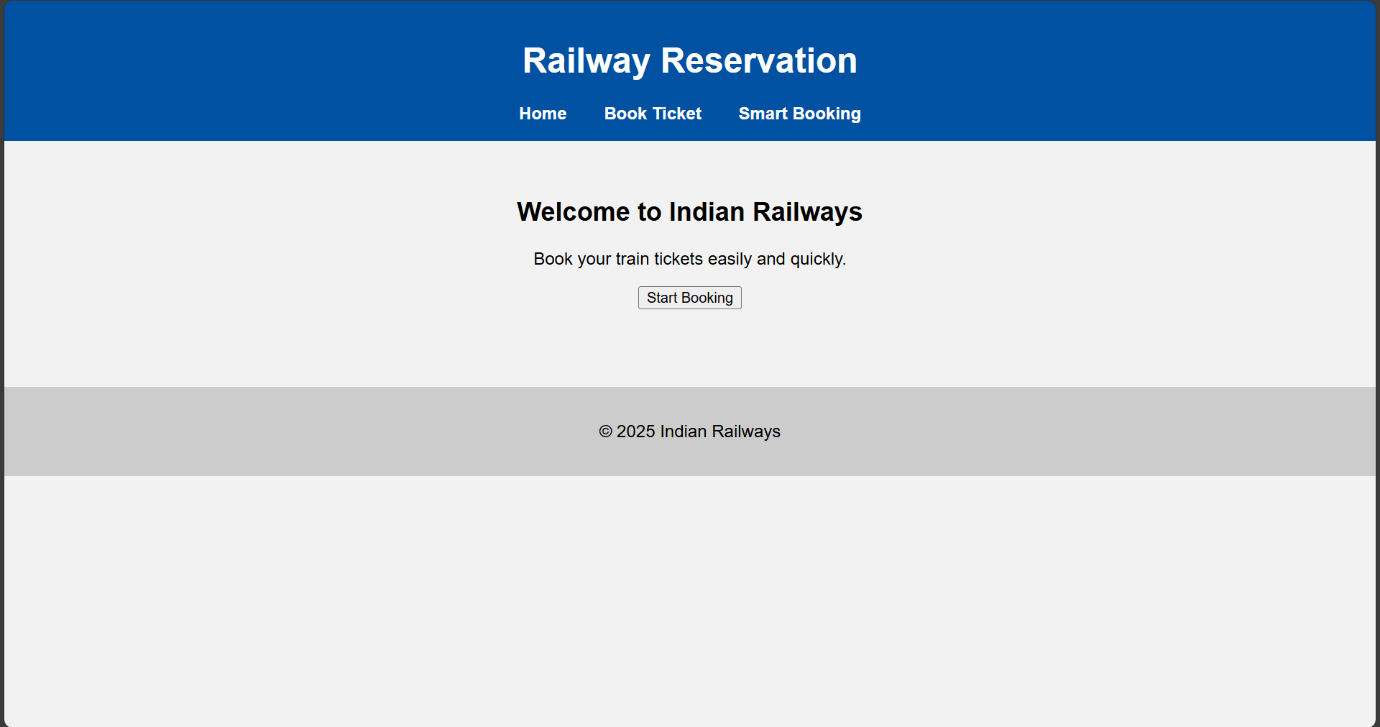 Railway Reservation
Home Book Ticket Smart Booking
Welcome to Indian Railways
Book your train tickets easily and quickly.
Start Booking
© 2025 Indian Railways